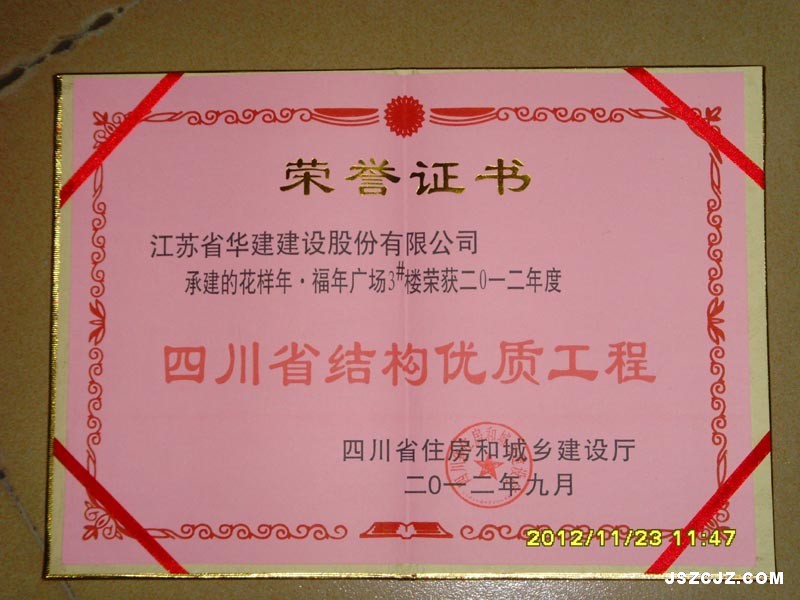 荣誉证书
江苏省华建建设股份有限公司
承建的花样年·福年广场3#楼荣获二0一二年度
四川省结构优质工程
四川省住房和城乡建设厅
二0一二年九月
2012/11/23 11:47
JSZCJZ.COM